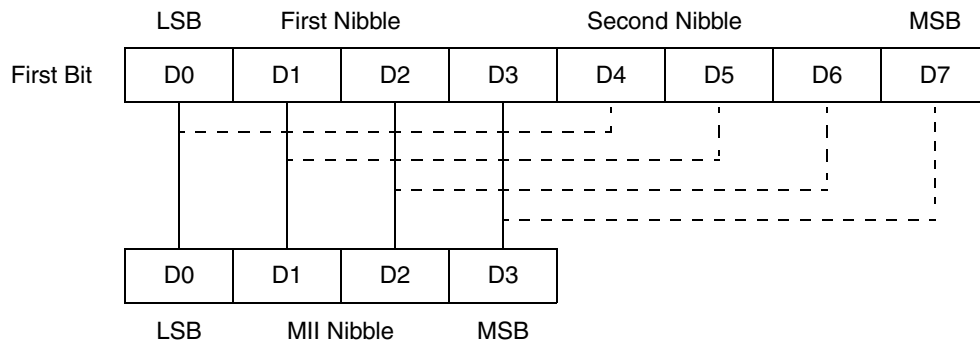 LSB First Nibble Second Nibble MSB
First Bit D0 D1 D2 D3 D4 D5 D6 D7
D0 D1 D2 D3
LSB MII Nibble MSB